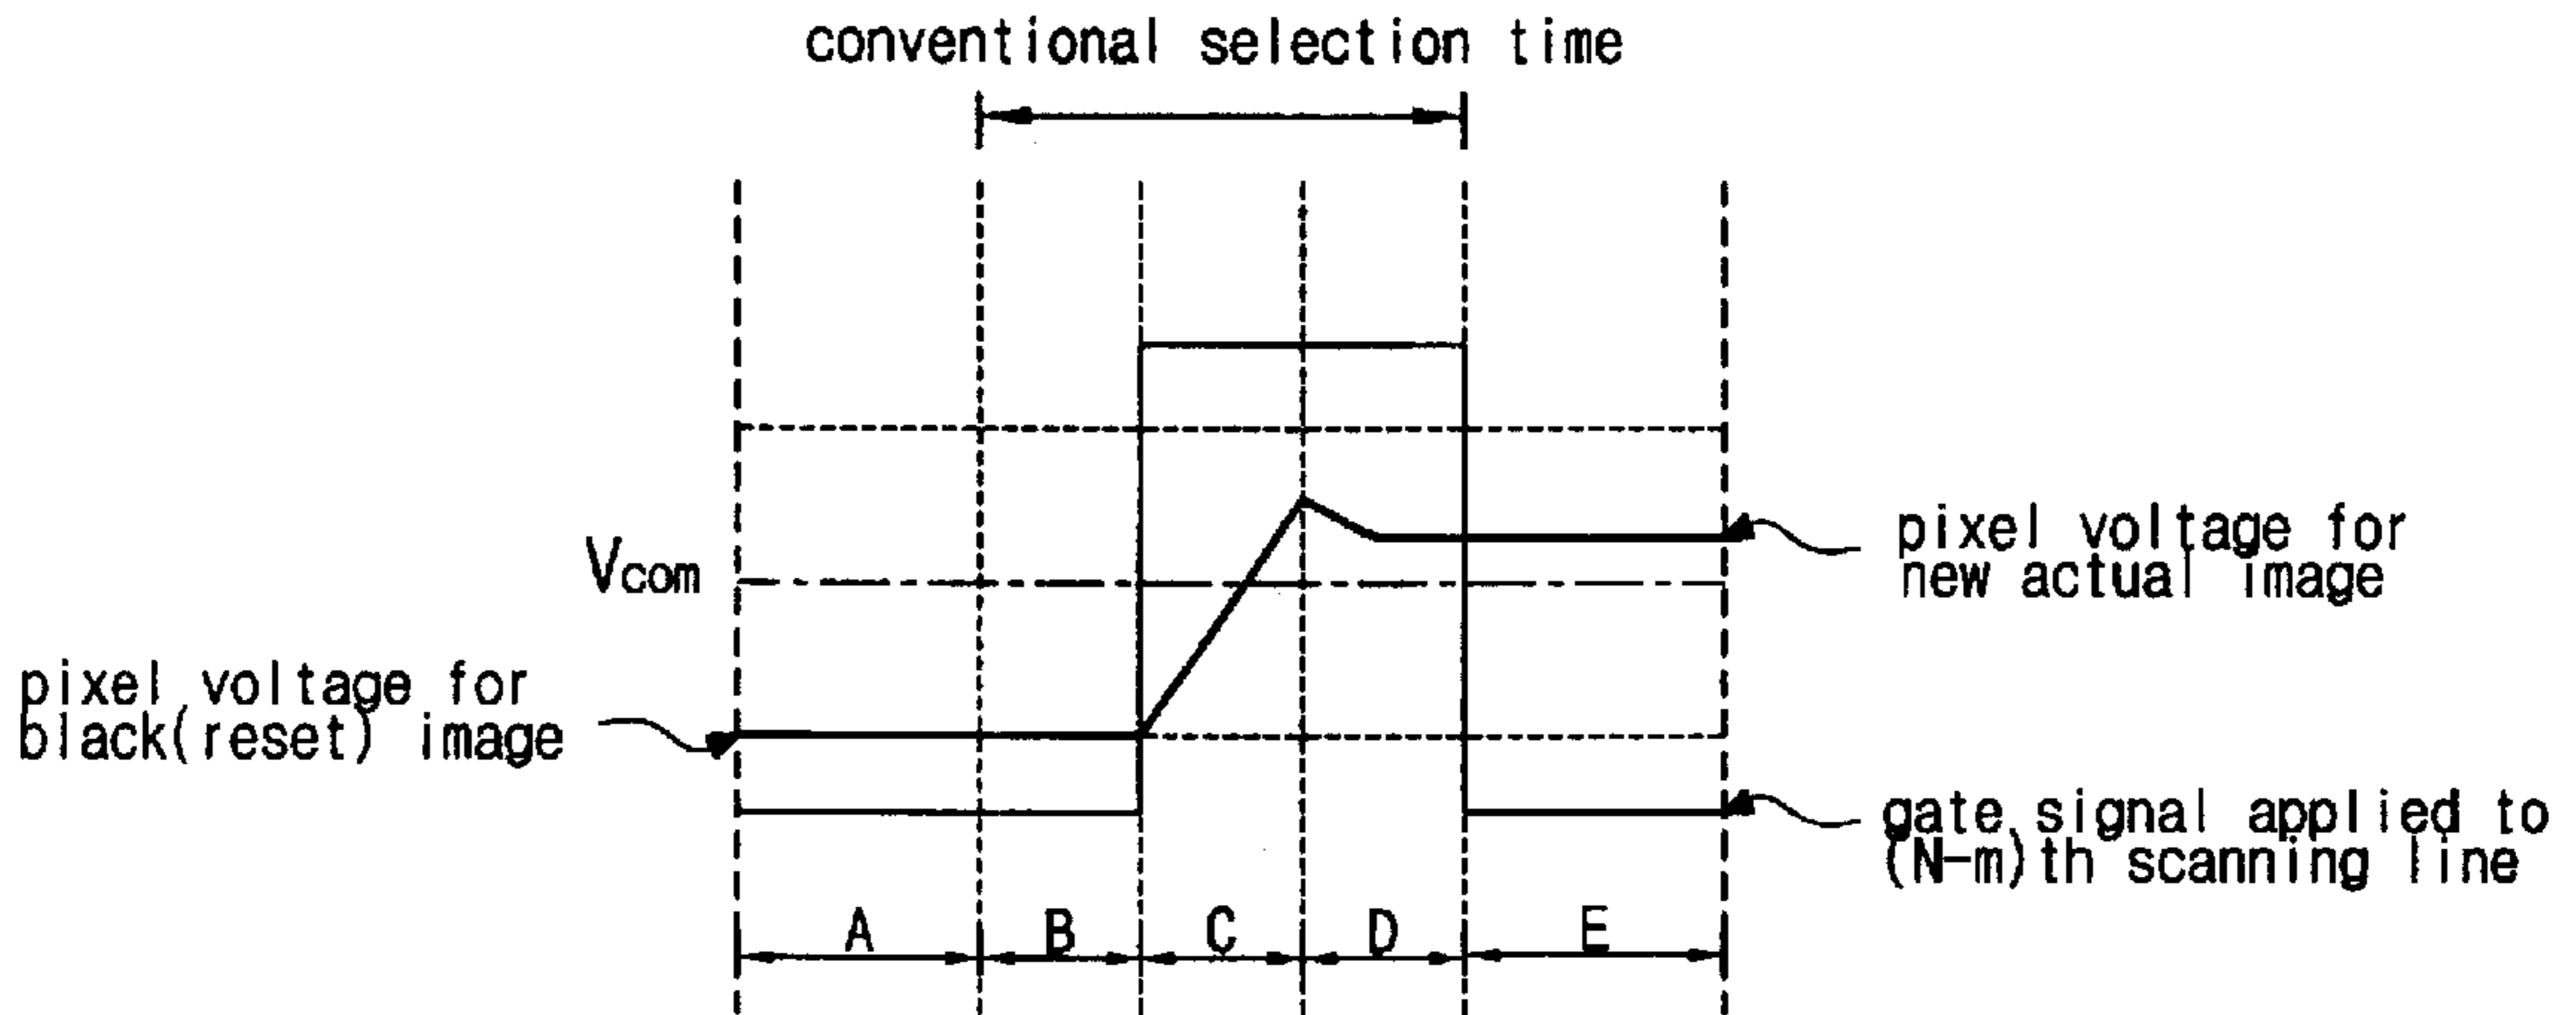 conventional selection time
Vcom
pixel voltage for
new actual image
pixel voltage for
black(reset) image
gate signal applied to
(N-m)th scanning line
A B C D E